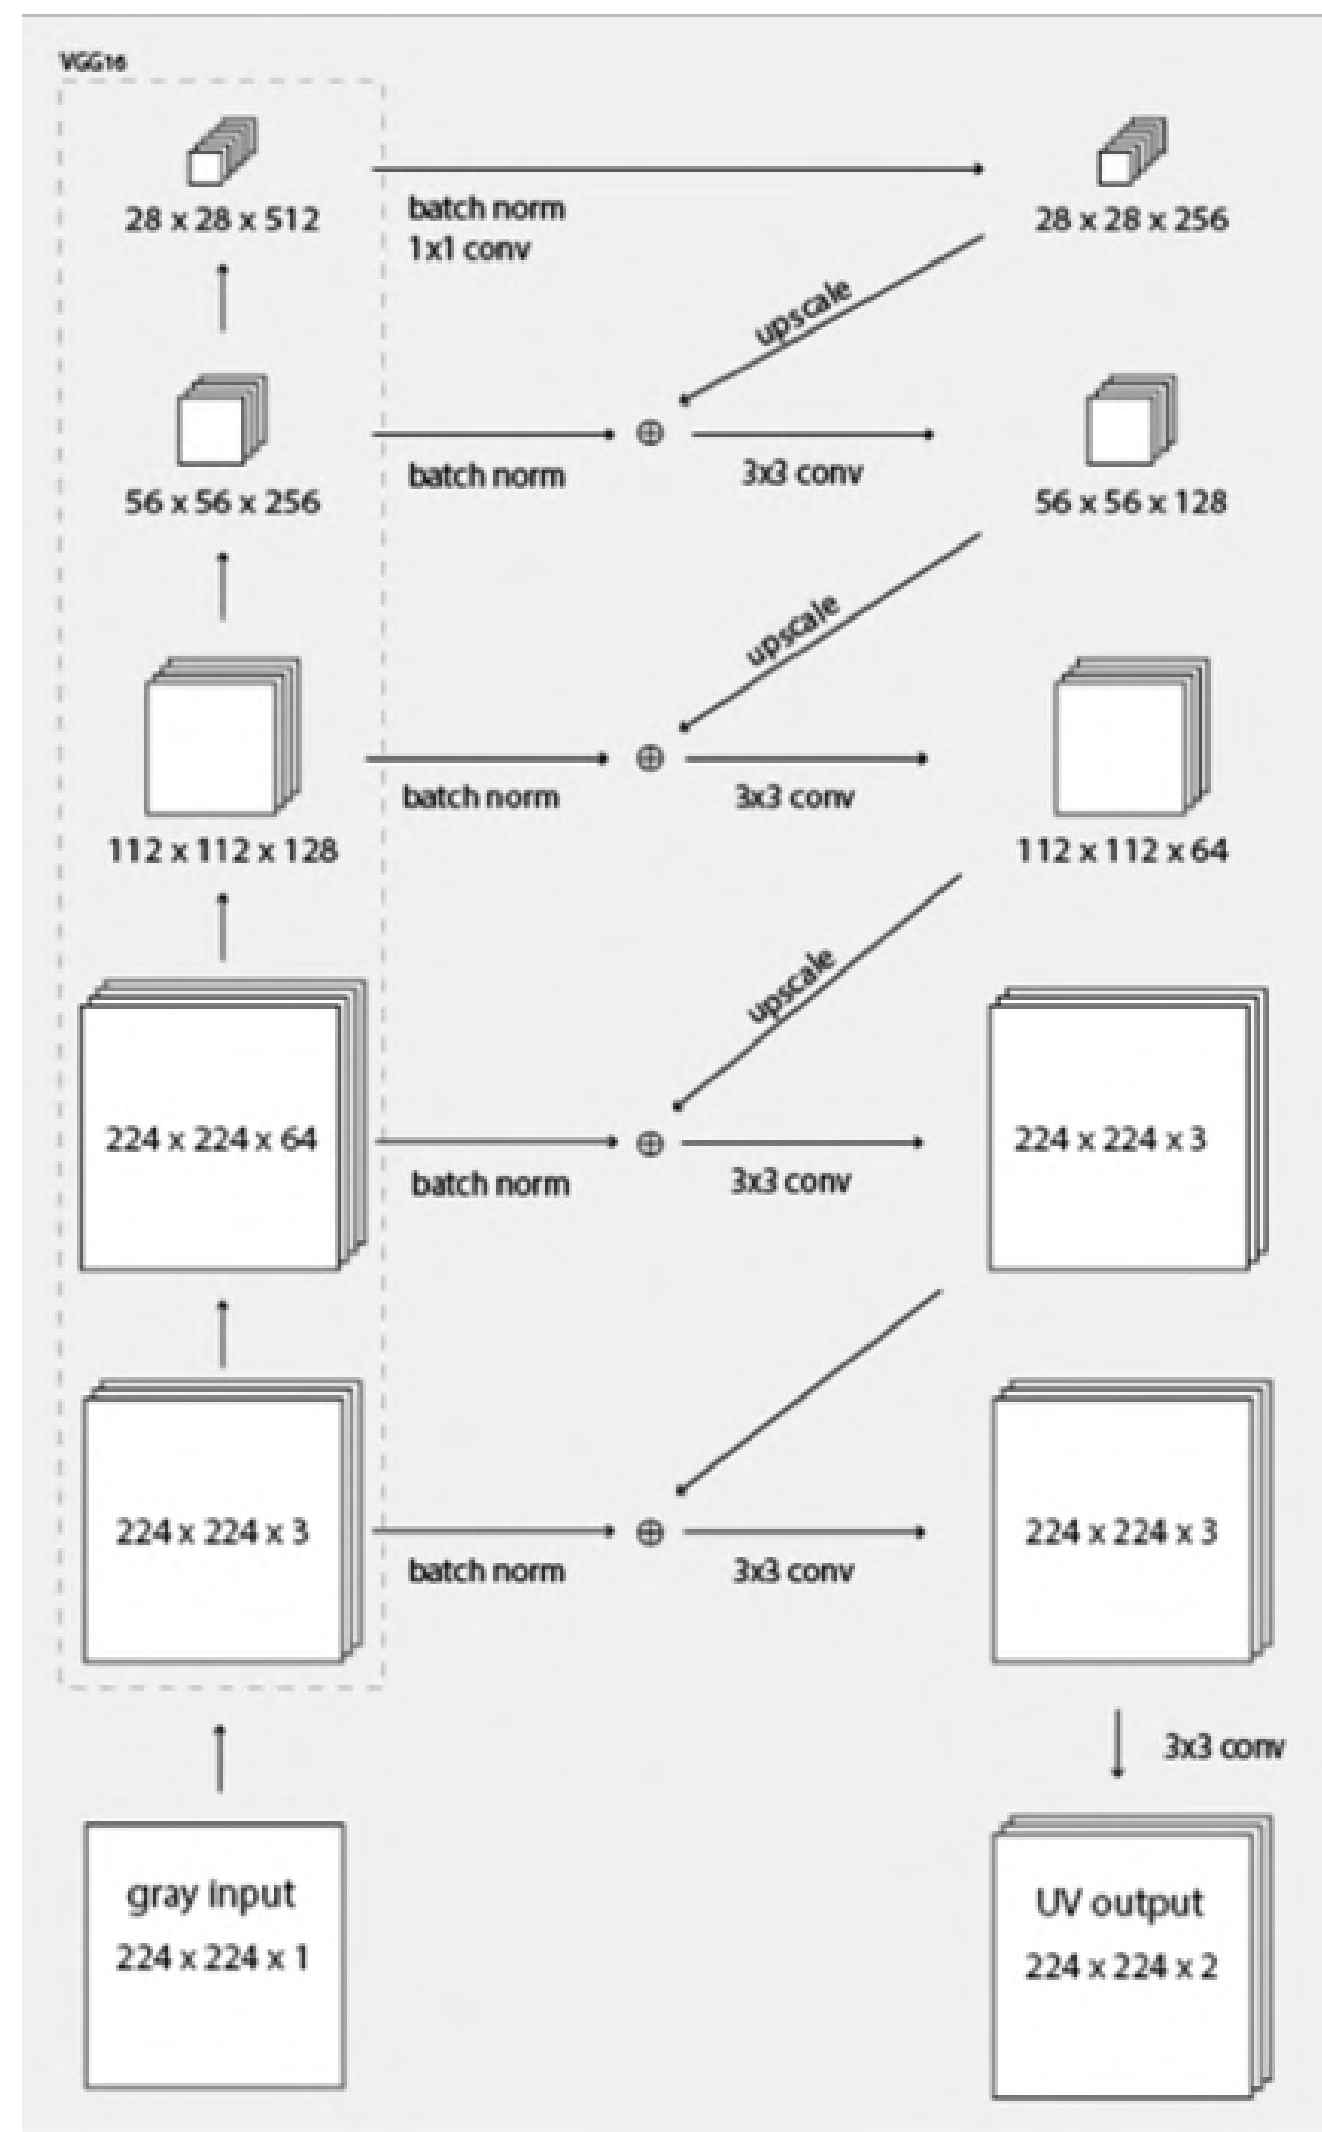 VGG16
28 x 28 x 512
batch norm
1x1 conv
28 x 28 x 256
upscale
56 x 56 x 256
batch norm
3x3 conv
56 x 56 x 128
upscale
112 x 112 x 128
batch norm
3x3 conv
112 x 112 x 64
upscale
224 x 224 x 64
batch norm
3x3 conv
224 x 224 x 3
224 x 224 x 3
batch norm
3x3 conv
224 x 224 x 3
3x3 conv
gray input
224 x 224 x 1
UV output
224 x 224 x 2